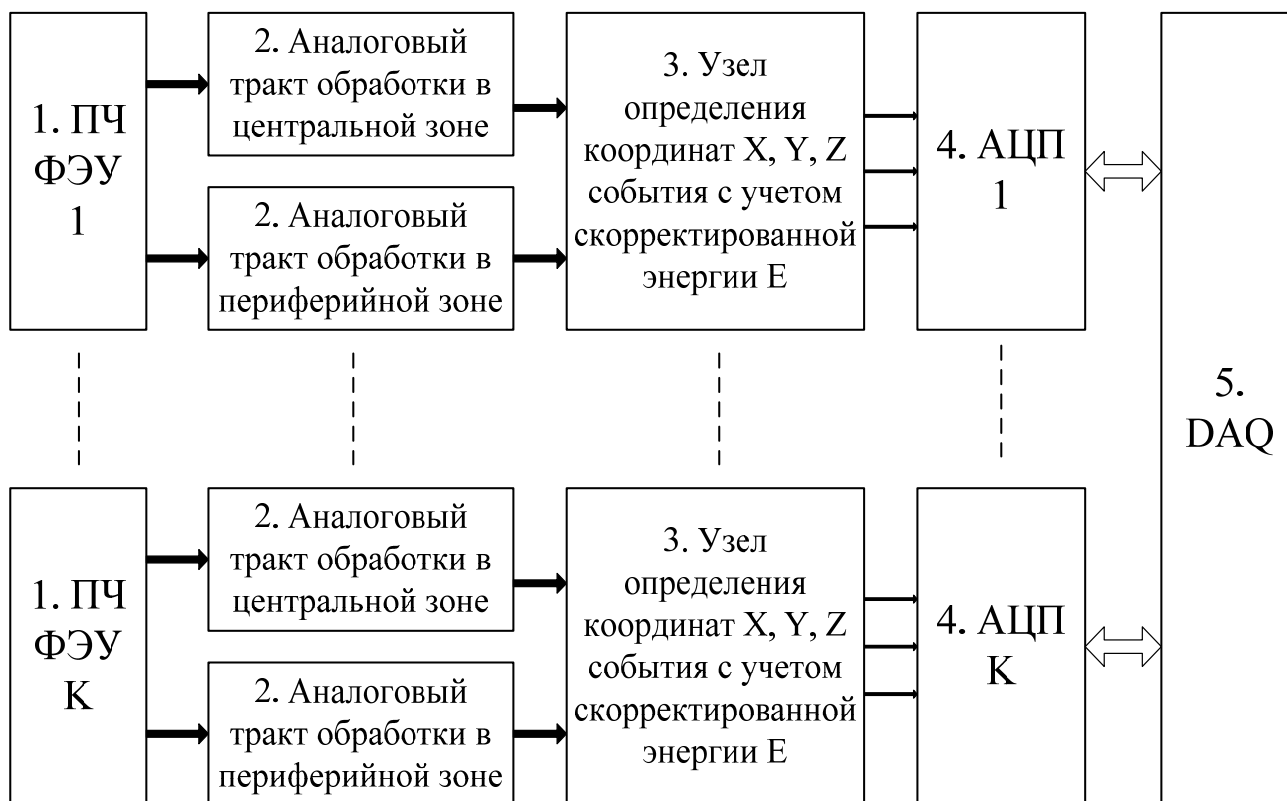 1. ПЧ
ФЭУ
1
2. Аналоговый
тракт обработки в
центральной зоне
2. Аналоговый
тракт обработки в
периферийной зоне
3. Узел
определения
координат X, Y, Z
события с учетом
скорректированной
энергии E
4. АЦП
1
5.
DAQ
1. ПЧ
ФЭУ
K
2. Аналоговый
тракт обработки в
центральной зоне
2. Аналоговый
тракт обработки в
периферийной зоне
3. Узел
определения
координат X, Y, Z
события с учетом
скорректированной
энергии E
4. АЦП
K